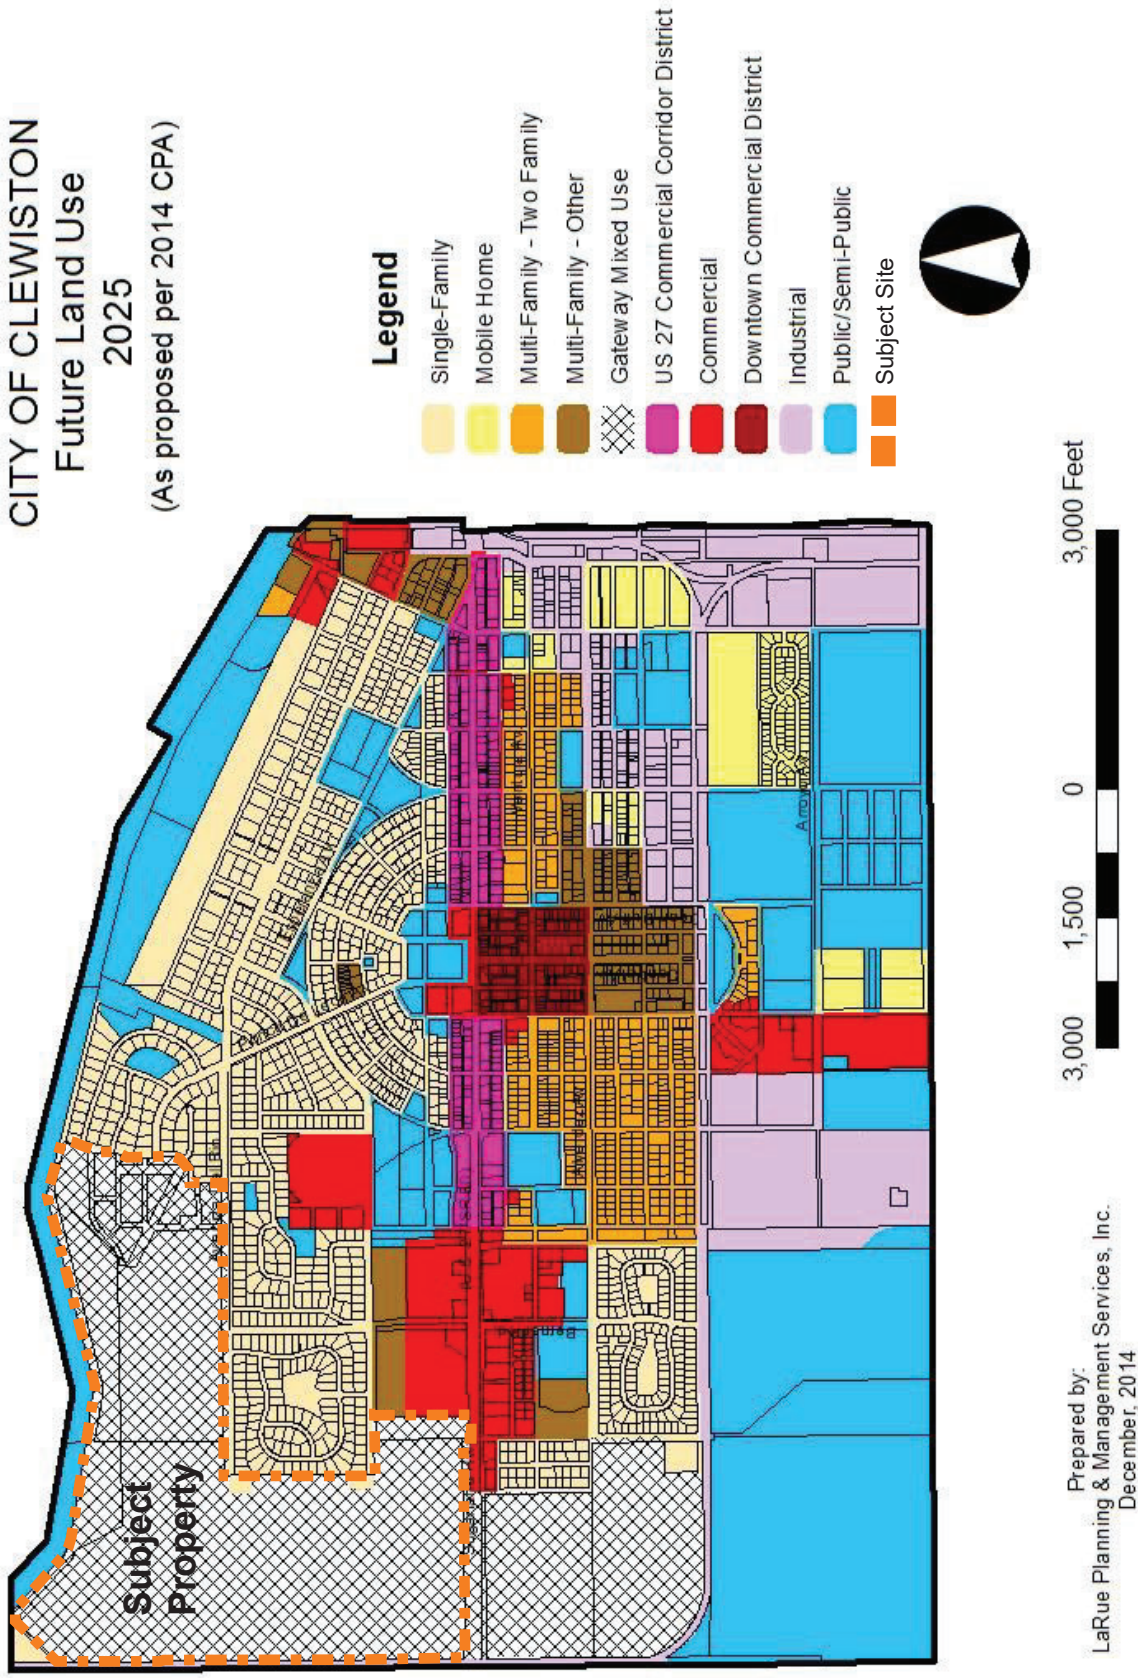 CITY OF CLEWISTON
Future Land Use
2025
(As proposed per 2014 CPA)
Legend
Single-Family
Mobile Home
Multi-Family - Two Family
Multi-Family - Other
Gateway Mixed Use
US 27 Commercial Corridor District
Commercial
Downtown Commercial District
Industrial
Public/Semi-Public
Subject Site
Subject
Property
3,000
1,500
0
3,000 Feet
Prepared by:
LaRue Planning & Management Services, Inc.
December, 2014